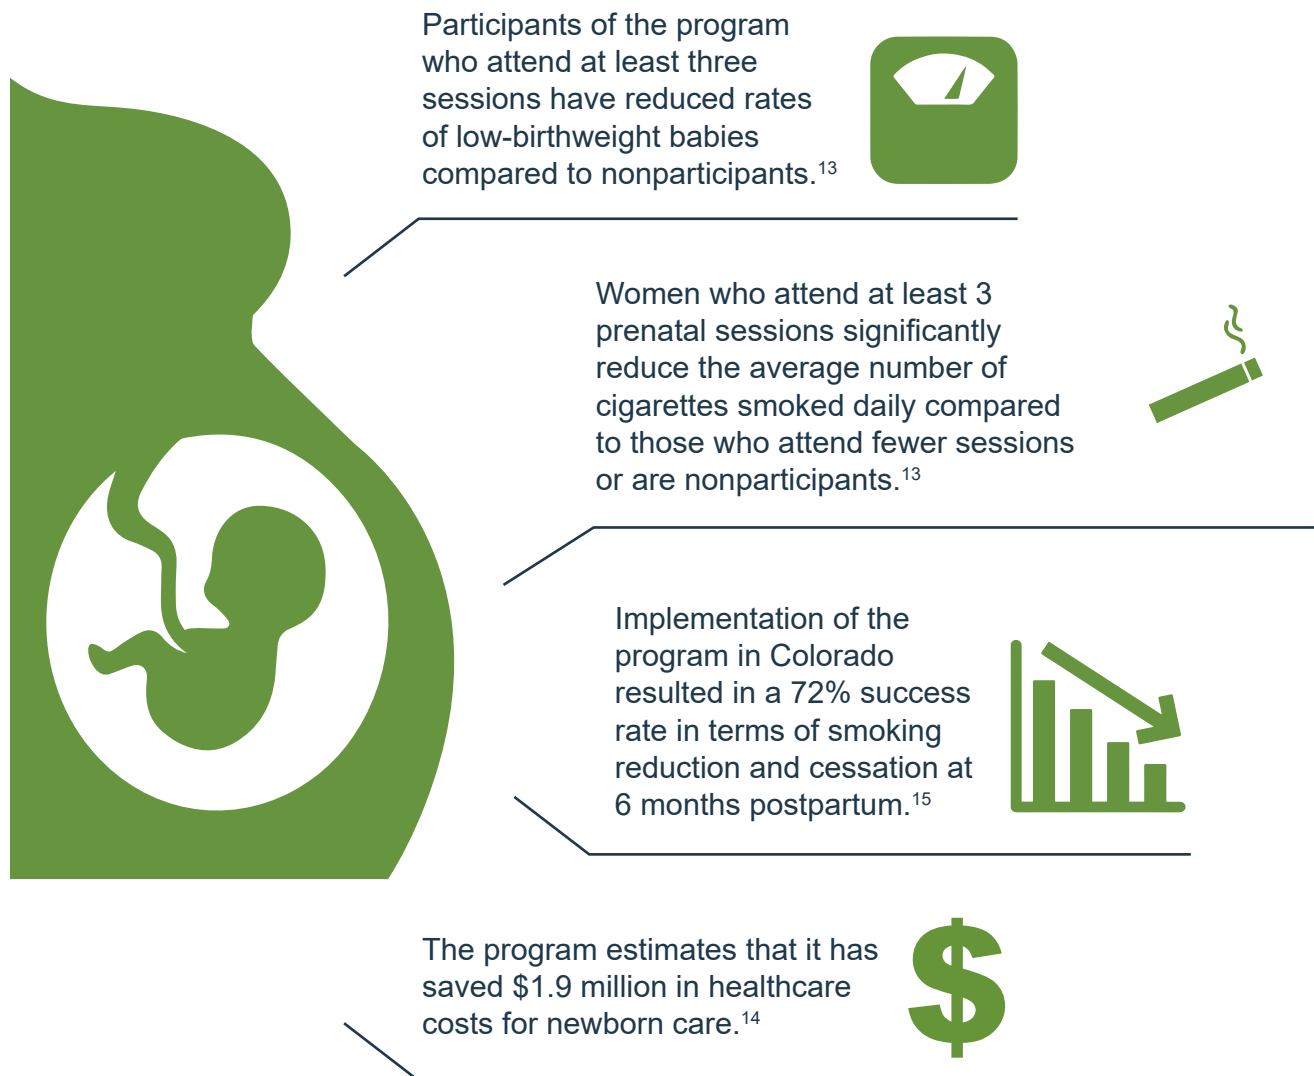 Participants of the program
who attend at least three
sessions have reduced rates
of low-birthweight babies
compared to nonparticipants.13
Women who attend at least 3
prenatal sessions significantly
reduce the average number of
cigarettes smoked daily compared
to those who attend fewer sessions
or are nonparticipants.13
Implementation of the
program in Colorado
resulted in a 72% success
rate in terms of smoking
reduction and cessation at
6 months postpartum.15
The program estimates that it has
saved $1.9 million in healthcare
costs for newborn care.14
$